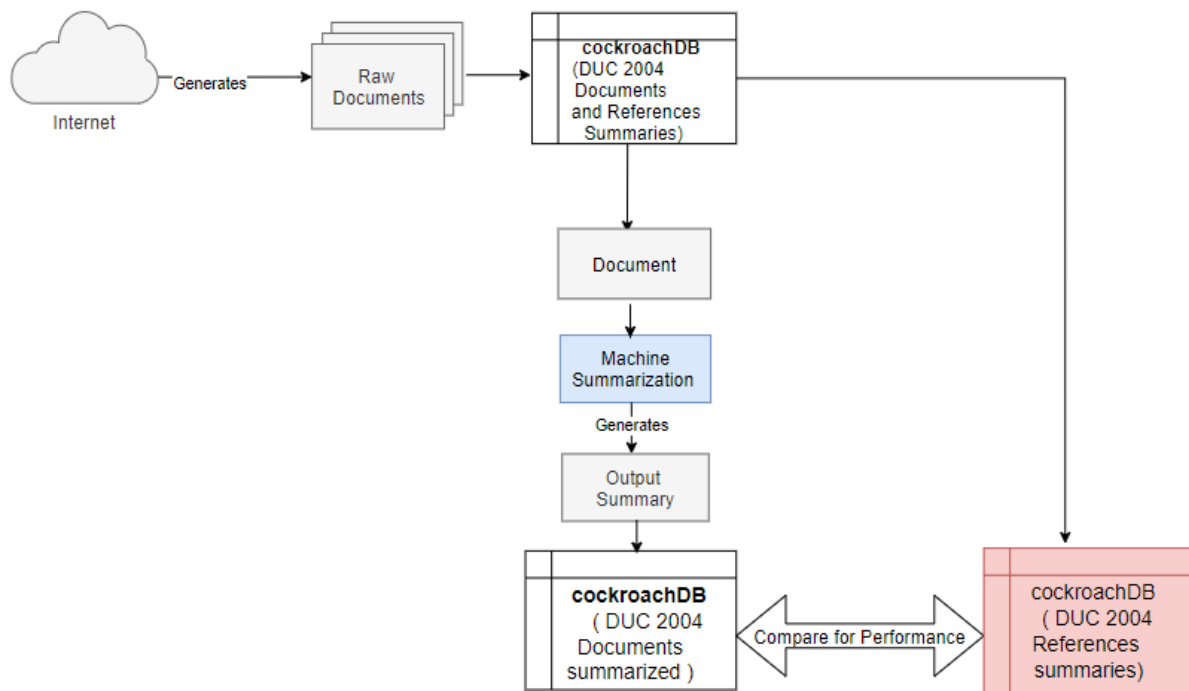 cockroachDB
(DUC 2004
Documents
and References
Summaries)
Generates
Raw
Documents
Internet
Document
Machine
Summarization
Generates
Output
Summary
cockroachDB
( DUC 2004
Documents
summarized )
Compare for Performance
cockroachDB
( DUC 2004
References
summaries)